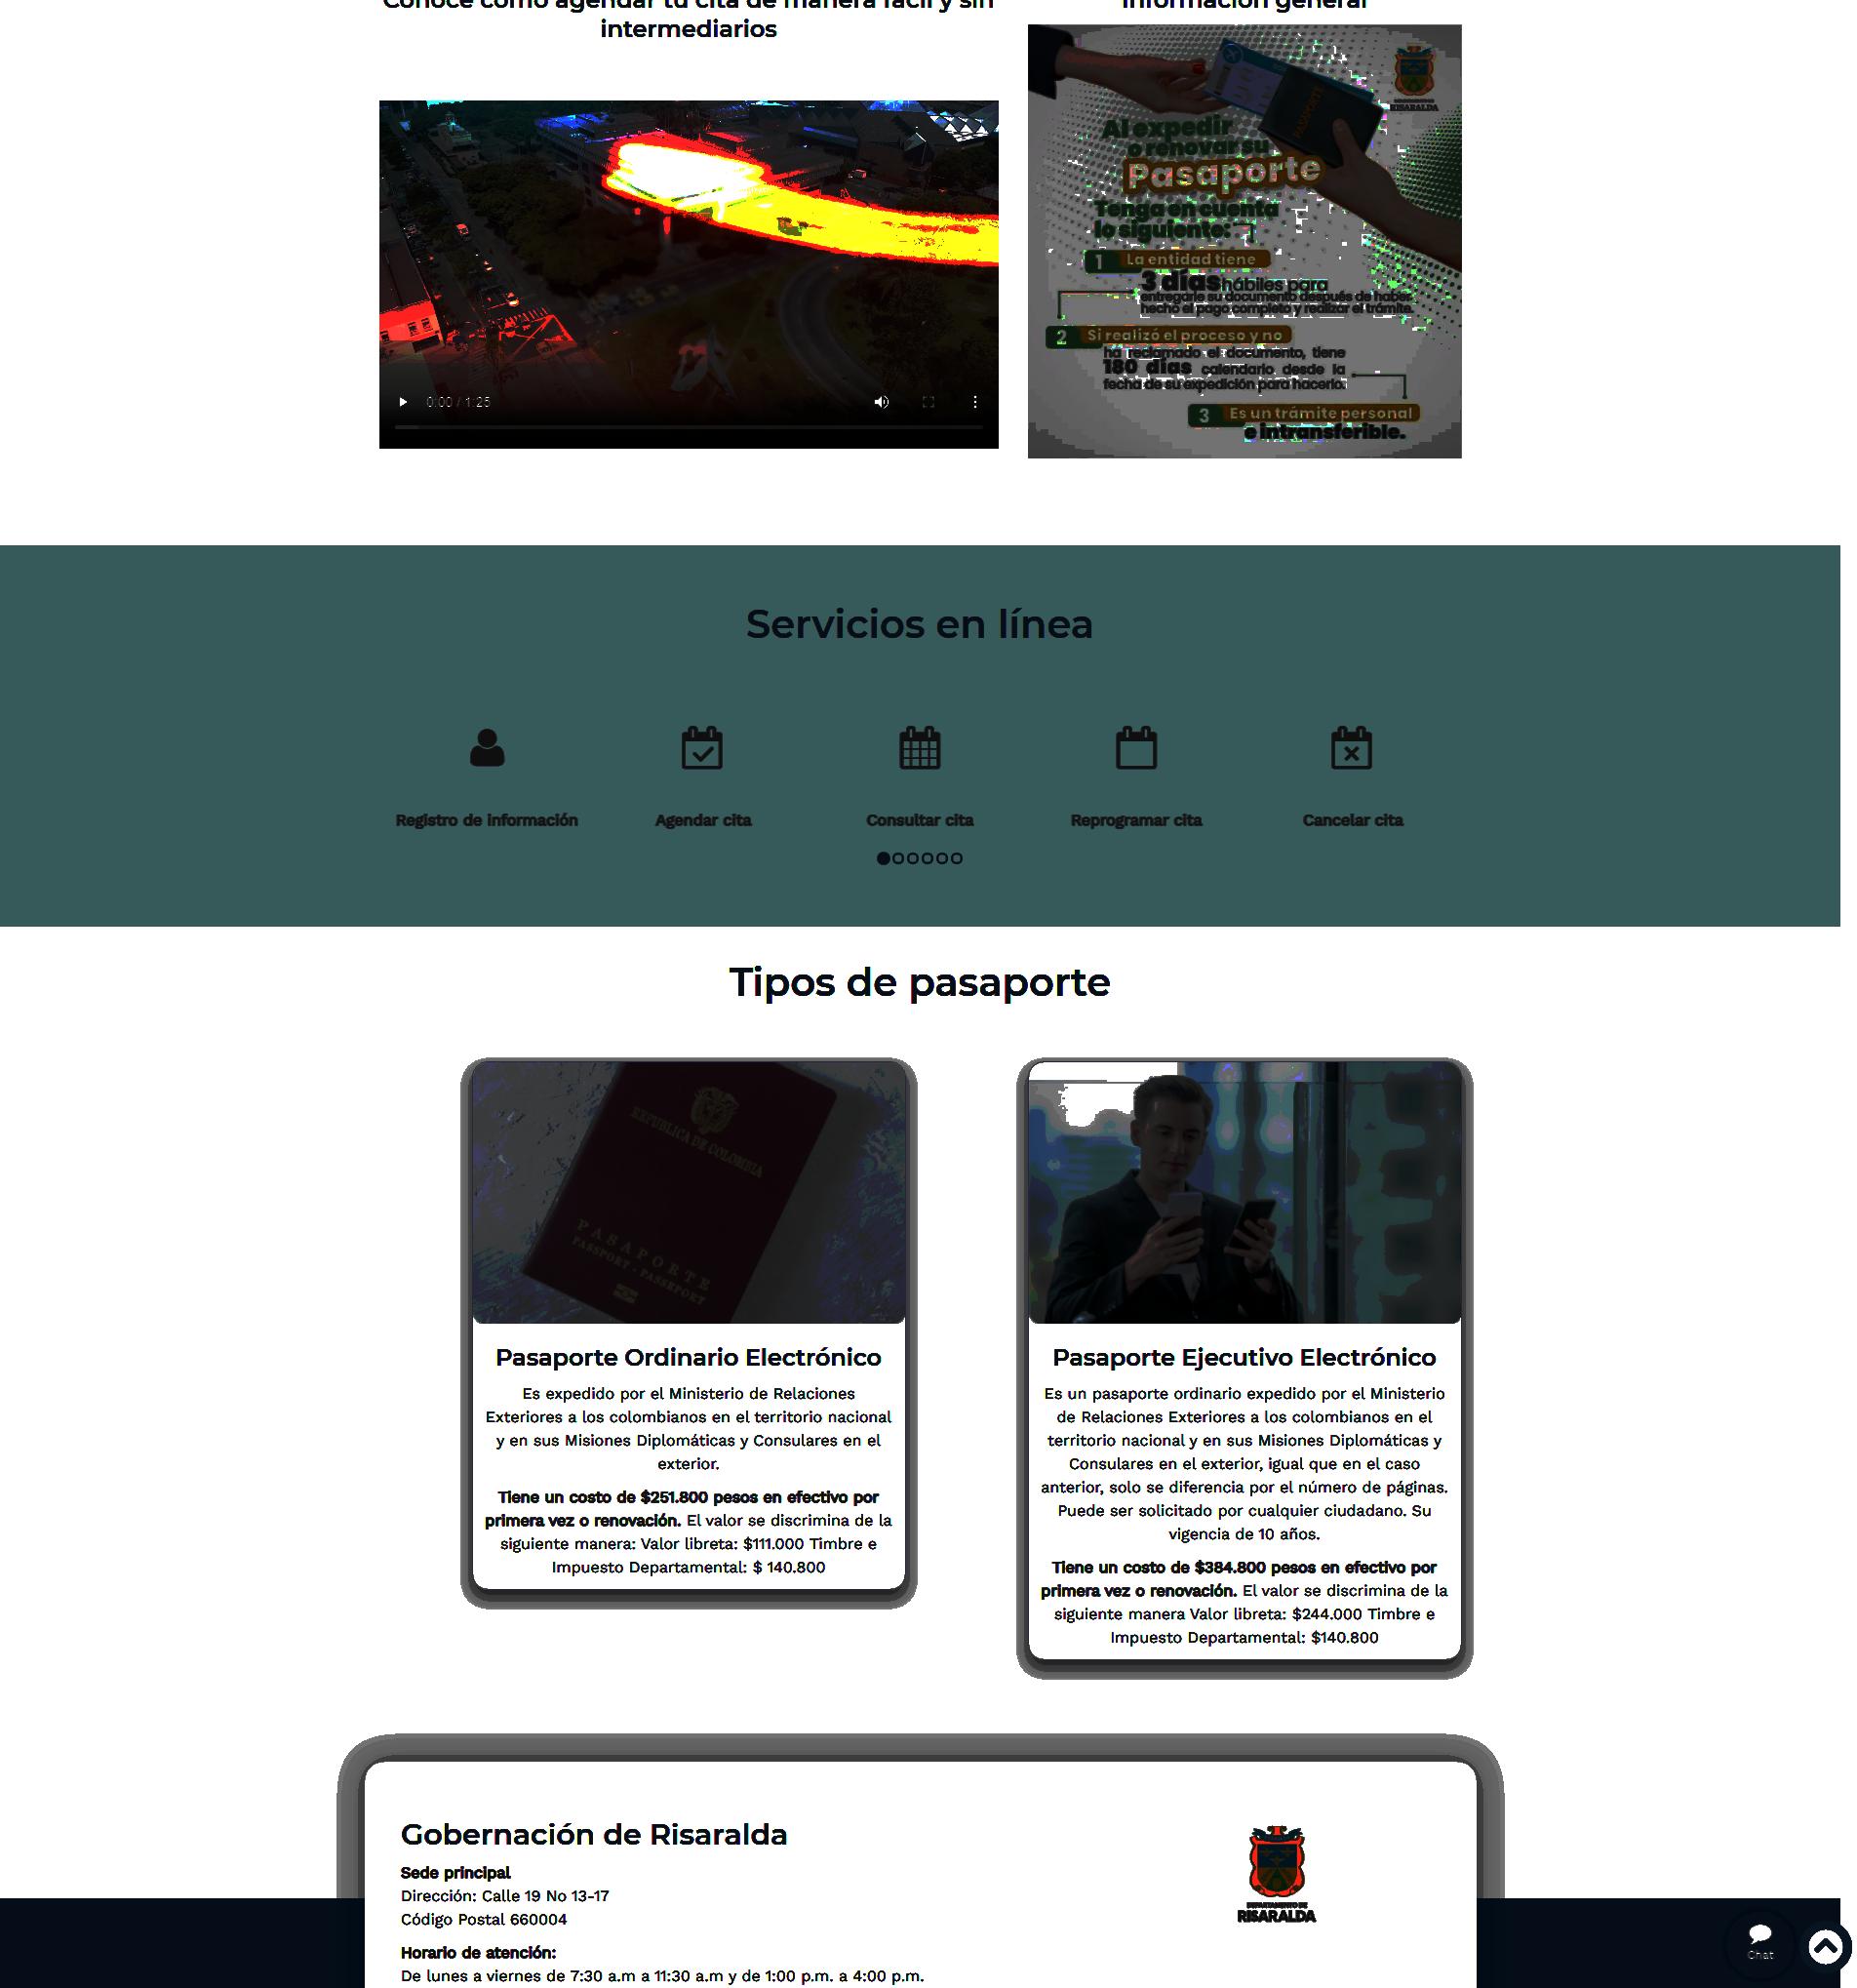 Conoce cómo agendar tu cita de manera fácil y sin
intermediarios
Información general
0:00 / 1:25
RISARALDA
Al expedir
o renovar su
Pasaporte
Tenga en cuenta
lo siguiente:
1 La entidad tiene
3 días hábiles para
entregarle su documento después de haber
hecho el pago completo y realizar el trámite.
2 Si realizó el proceso y no
ha reclamado el documento, tiene
180 días calendario desde la
fecha de su expedición para hacerlo.
3 Es un trámite personal
e intransferible.
Servicios en línea
Registro de información
Agendar cita
Consultar cita
Reprogramar cita
Cancelar cita
Tipos de pasaporte
REPÚBLICA DE COLOMBIA
PASAPORTE
PASSPORT - PASSEPORT
Pasaporte Ordinario Electrónico
Es expedido por el Ministerio de Relaciones
Exteriores a los colombianos en el territorio nacional
y en sus Misiones Diplomáticas y Consulares en el
exterior.
Tiene un costo de $251.800 pesos en efectivo por
primera vez o renovación. El valor se discrimina de la
siguiente manera: Valor libreta: $111.000 Timbre e
Impuesto Departamental: $ 140.800
Pasaporte Ejecutivo Electrónico
Es un pasaporte ordinario expedido por el Ministerio
de Relaciones Exteriores a los colombianos en el
territorio nacional y en sus Misiones Diplomáticas y
Consulares en el exterior, igual que en el caso
anterior, solo se diferencia por el número de páginas.
Puede ser solicitado por cualquier ciudadano. Su
vigencia de 10 años.
Tiene un costo de $384.800 pesos en efectivo por
primera vez o renovación. El valor se discrimina de la
siguiente manera Valor libreta: $244.000 Timbre e
Impuesto Departamental: $140.800
Gobernación de Risaralda
Sede principal
Dirección: Calle 19 No 13-17
Código Postal 660004
Horario de atención:
De lunes a viernes de 7:30 a.m a 11:30 a.m y de 1:00 p.m. a 4:00 p.m.
DEPARTAMENTO DE
RISARALDA
Chat